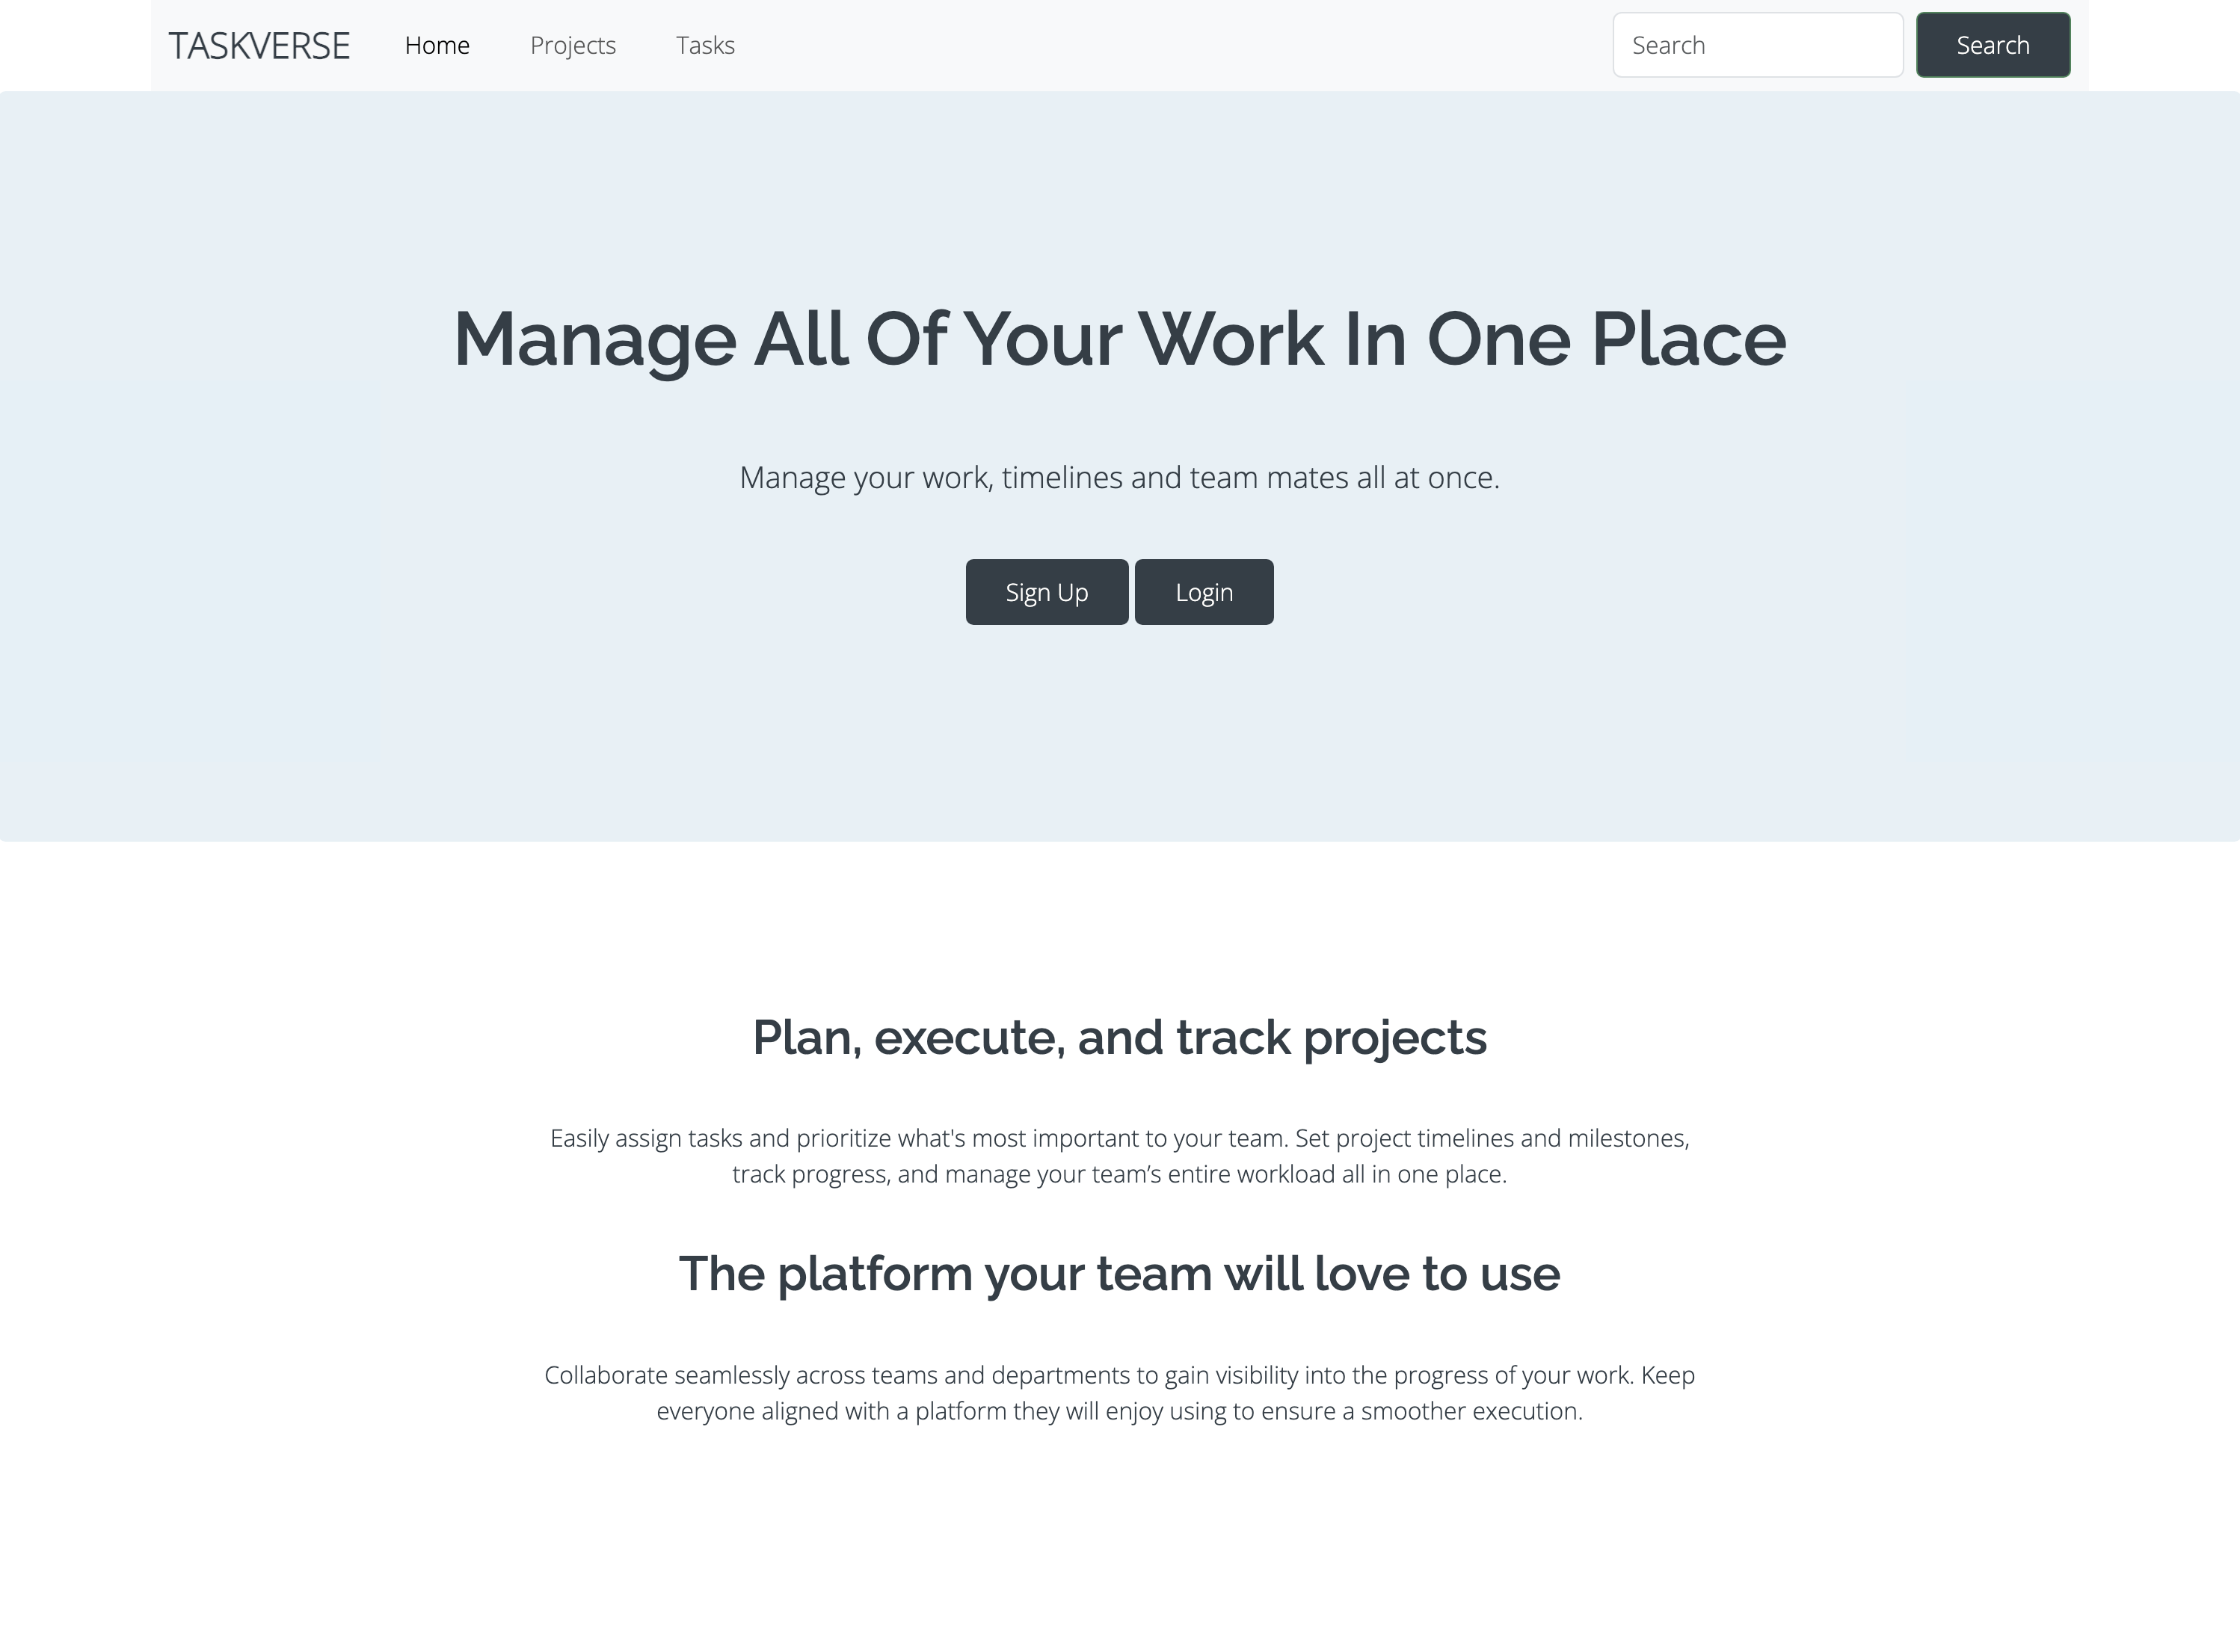 TASKVERSE Home Projects Tasks Search Search
Manage All Of Your Work In One Place
Manage your work, timelines and team mates all at once.
Sign Up Login
Plan, execute, and track projects
Easily assign tasks and prioritize what's most important to your team. Set project timelines and milestones,
track progress, and manage your team’s entire workload all in one place.
The platform your team will love to use
Collaborate seamlessly across teams and departments to gain visibility into the progress of your work. Keep
everyone aligned with a platform they will enjoy using to ensure a smoother execution.